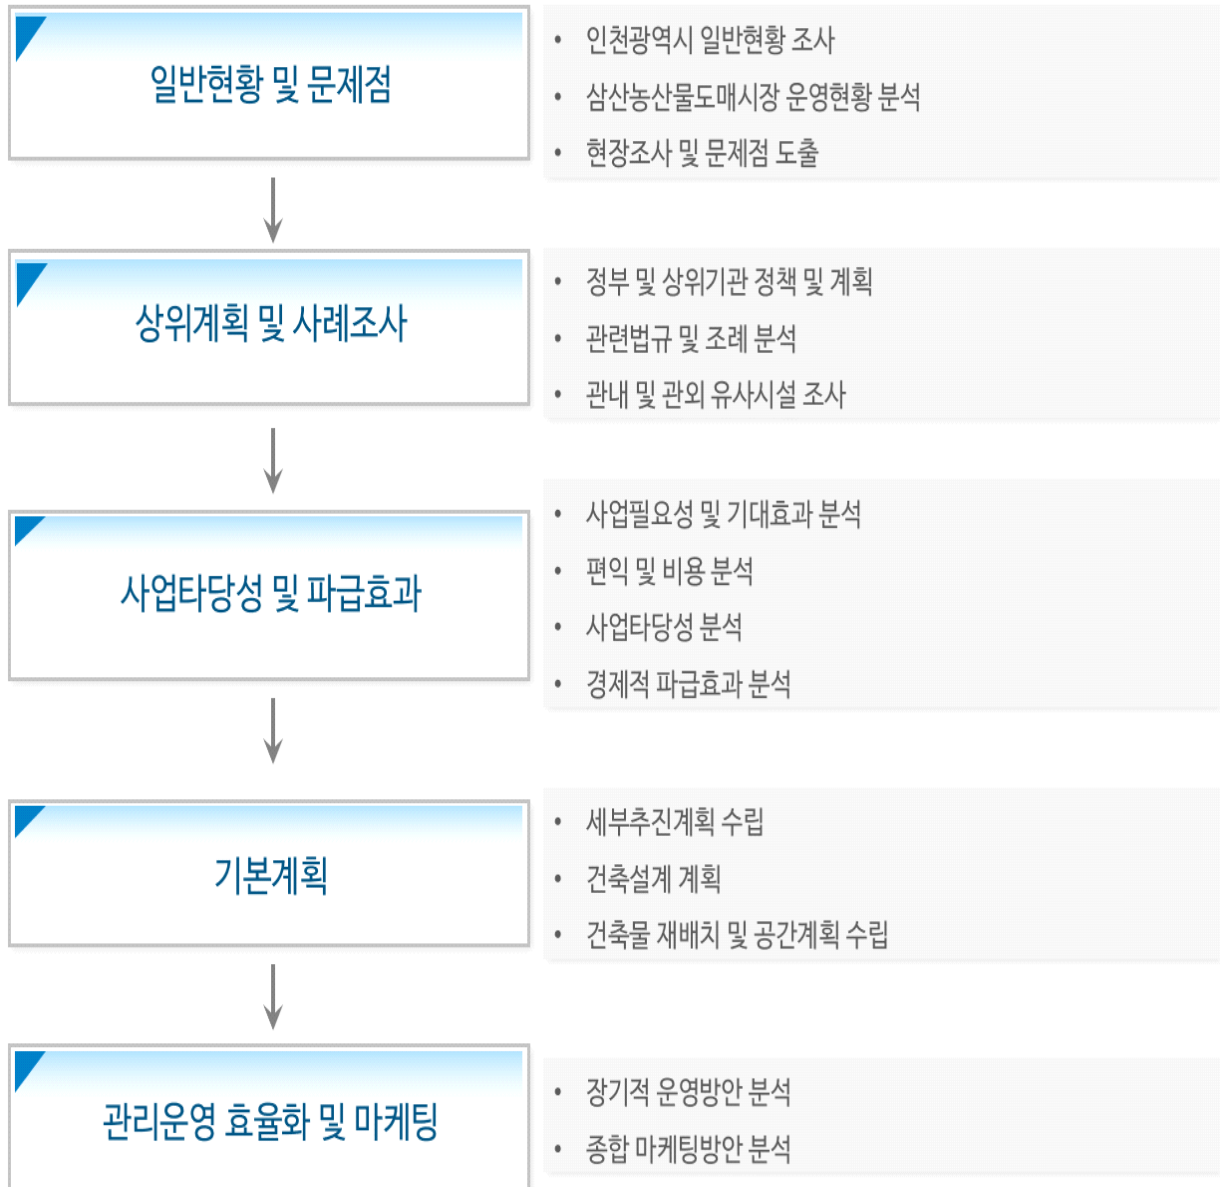 일반현황 및 문제점
• 인천광역시 일반현황 조사
• 삼산농산물도매시장 운영현황 분석
• 현장조사 및 문제점 도출
상위계획 및 사례조사
• 정부 및 상위기관 정책 및 계획
• 관련법규 및 조례 분석
• 관내 및 관외 유사시설 조사
사업타당성 및 파급효과
• 사업필요성 및 기대효과 분석
• 편익 및 비용 분석
• 사업타당성 분석
• 경제적 파급효과 분석
기본계획
• 세부추진계획 수립
• 건축설계 계획
• 건축물 재배치 및 공간계획 수립
관리운영 효율화 및 마케팅
• 장기적 운영방안 분석
• 종합 마케팅방안 분석